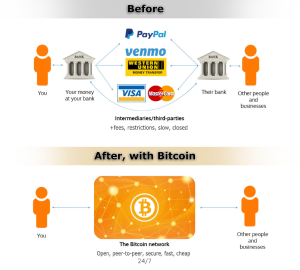 Before
PayPal
venmo
BANK
BANK
WESTERN
UNION
MONEY TRANSFER
VISA
MasterCard
You
Your money
at your bank
Their bank
Other people
and
businesses
Intermediaries/third-parties
+fees, restrictions, slow, closed
After, with Bitcoin
You
Other people
and
businesses
The Bitcoin network
Open, peer-to-peer, secure, fast, cheap
24/7